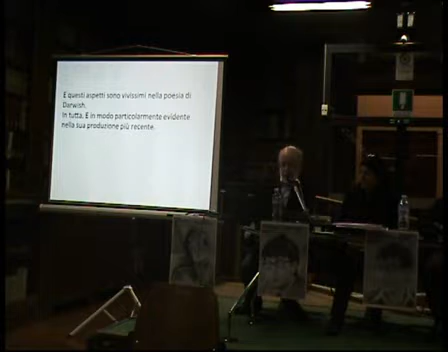 E questi aspetti sono vivissimi nella poesia di
Darwish.
In tutta. E in modo particolarmente evidente
nella sua produzione più recente.